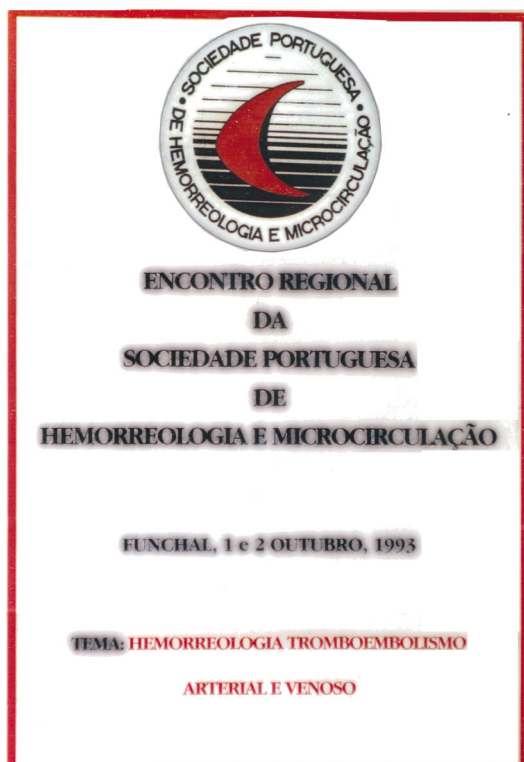 • SOCIEDADE PORTUGUESA •
DE HEMORREOLOGIA E MICROCIRCULAÇÃO
ENCONTRO REGIONAL
DA
SOCIEDADE PORTUGUESA
DE
HEMORREOLOGIA E MICROCIRCULAÇÃO
FUNCHAL, 1 e 2 OUTUBRO, 1993
TEMA: HEMORREOLOGIA TROMBOEMBOLISMO
ARTERIAL E VENOSO